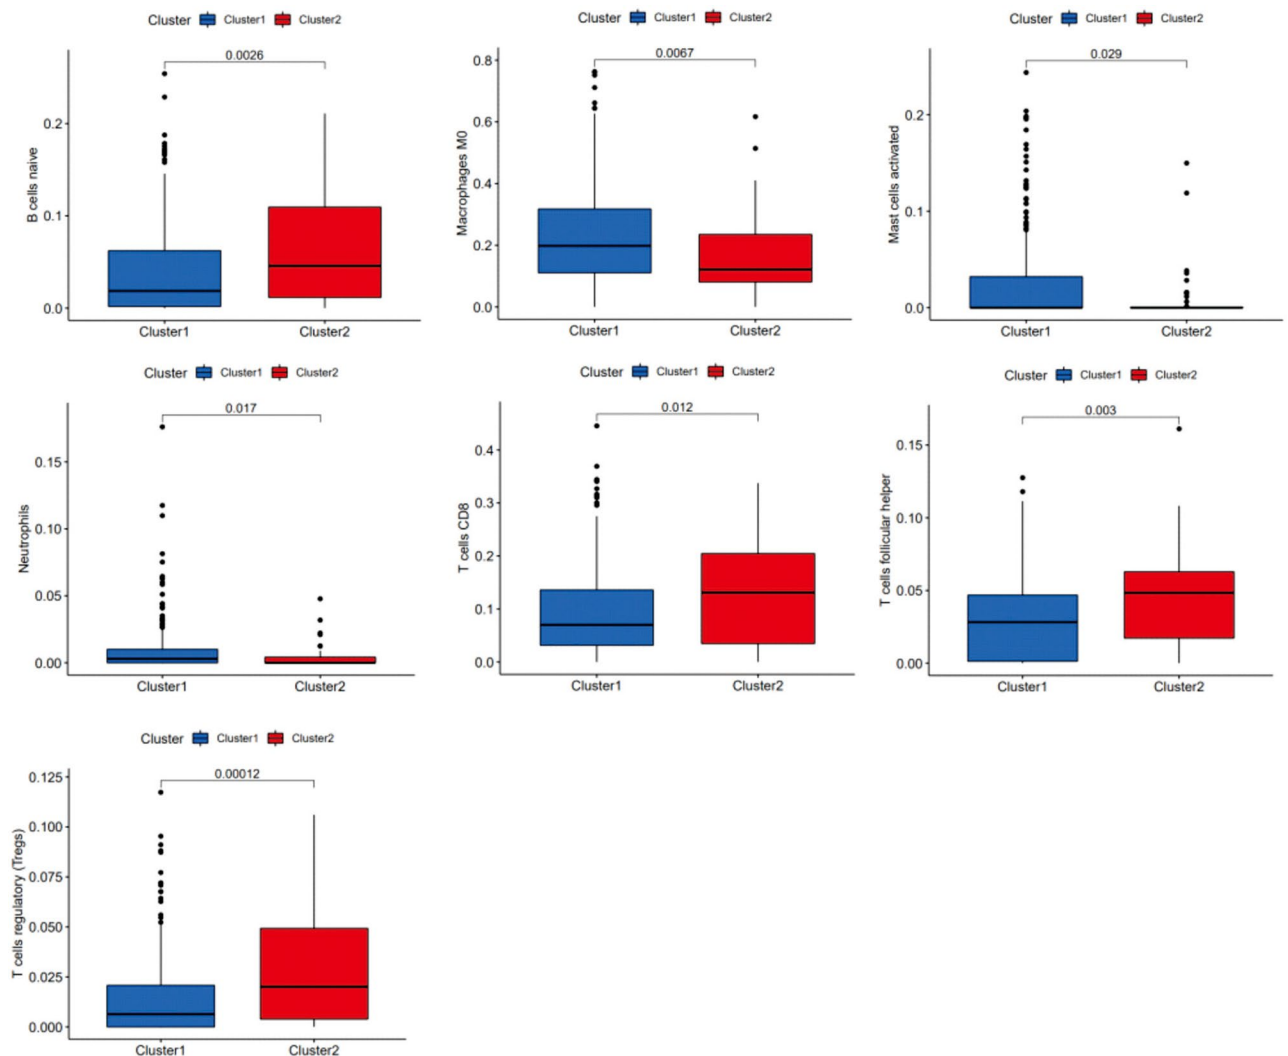 Cluster Cluster1 Cluster2
0.0026
B cells naive
0.2
0.1
0.0
Cluster1 Cluster2
Cluster Cluster1 Cluster2
0.0067
Macrophages M0
0.8
0.6
0.4
0.2
0.0
Cluster1 Cluster2
Cluster Cluster1 Cluster2
0.029
Mast cells activated
0.2
0.1
0.0
Cluster1 Cluster2
Cluster Cluster1 Cluster2
0.017
Neutrophils
0.15
0.10
0.05
0.00
Cluster1 Cluster2
Cluster Cluster1 Cluster2
0.012
T cells CD8
0.4
0.3
0.2
0.1
0.0
Cluster1 Cluster2
Cluster Cluster1 Cluster2
0.003
T cells follicular helper
0.15
0.10
0.05
0.00
Cluster1 Cluster2
Cluster Cluster1 Cluster2
0.00012
T cells regulatory (Tregs)
0.125
0.100
0.075
0.050
0.025
0.000
Cluster1 Cluster2